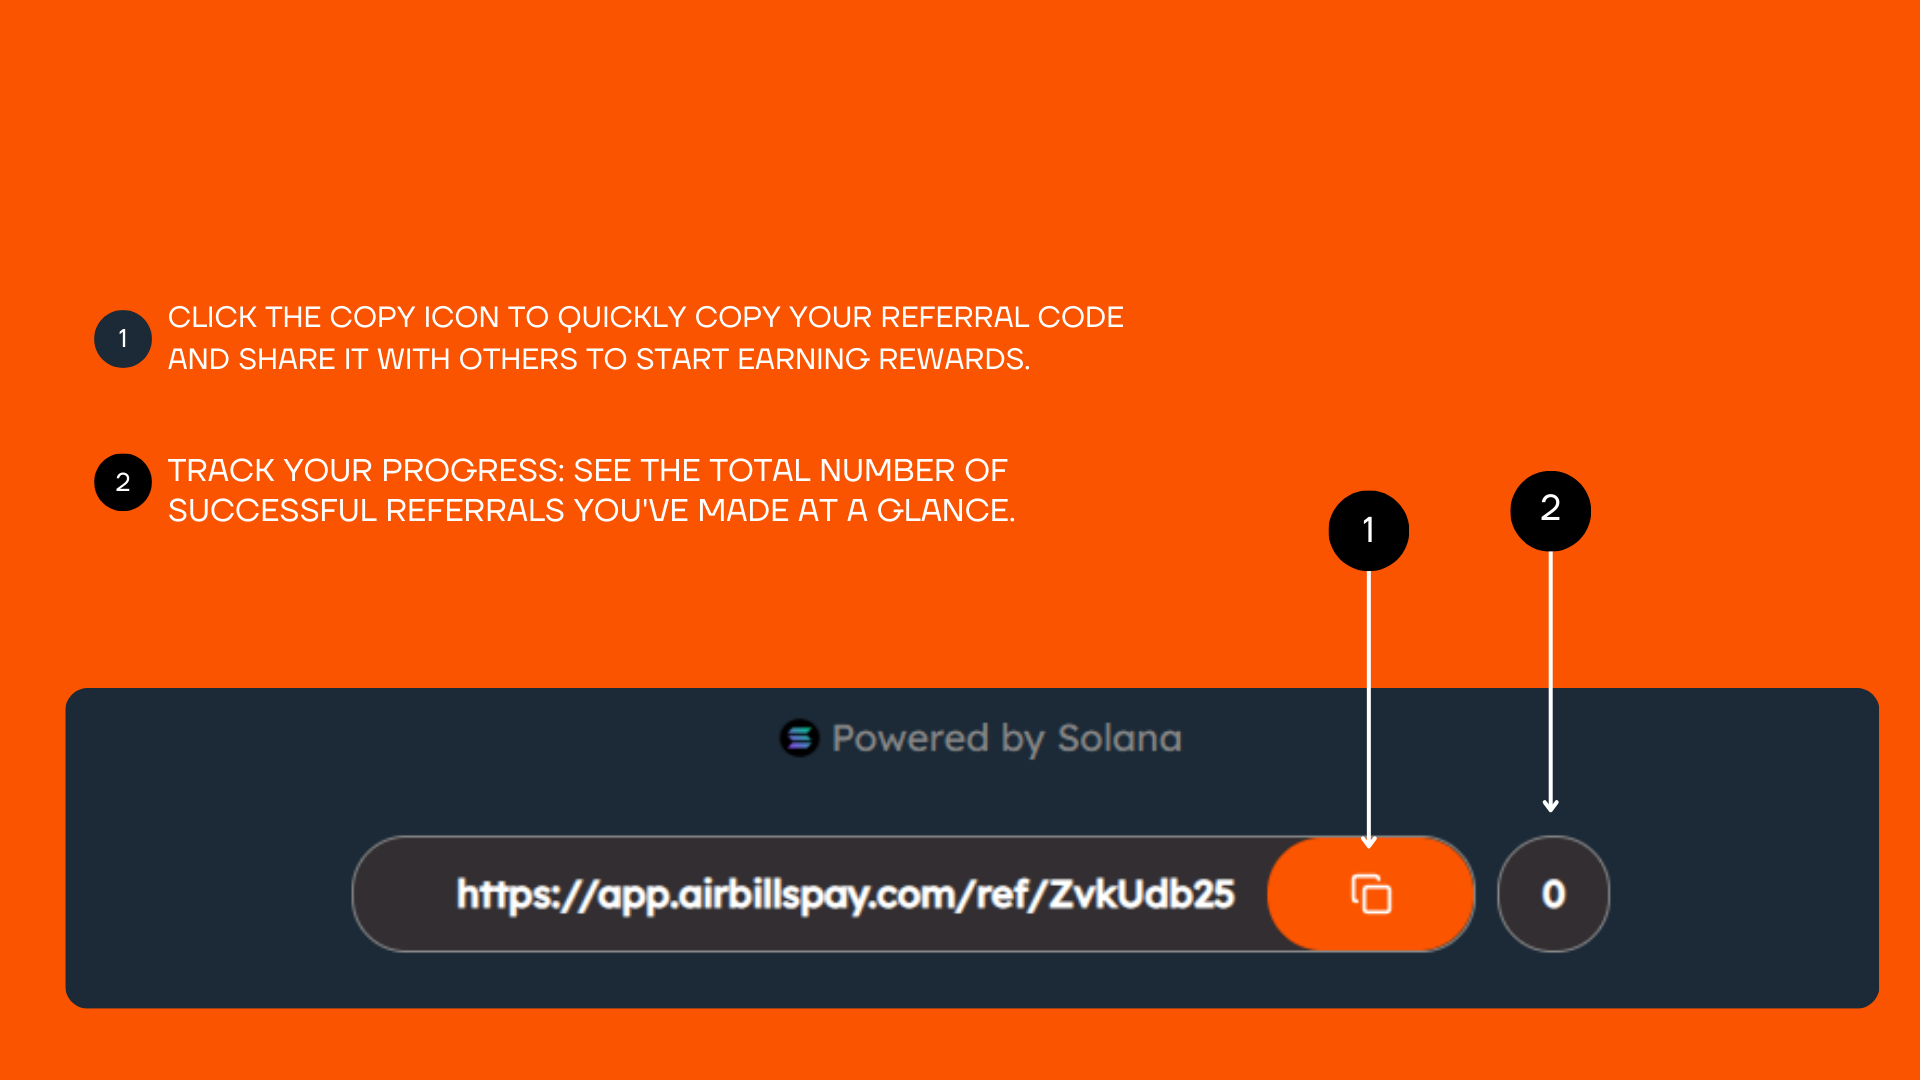 1
CLICK THE COPY ICON TO QUICKLY COPY YOUR REFERRAL CODE
AND SHARE IT WITH OTHERS TO START EARNING REWARDS.
2
TRACK YOUR PROGRESS: SEE THE TOTAL NUMBER OF
SUCCESSFUL REFERRALS YOU'VE MADE AT A GLANCE.
1
2
Powered by Solana
https://app.airbillspay.com/ref/ZvkUdb25
0